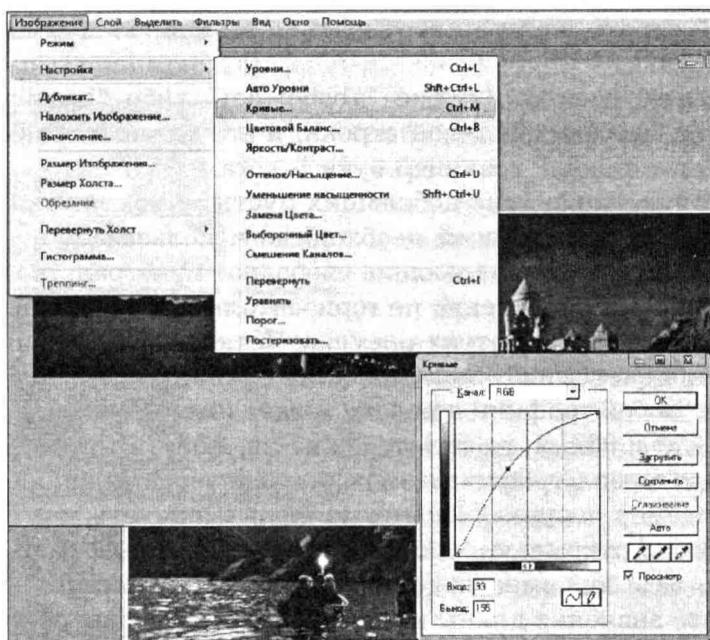 Изображение Слой Выделить Фильтры Вид Окно Помощь
Режим
Настройка
Дубликат...
Наложить Изображение...
Вычисление...
Размер Изображения...
Размер Холста...
Обрезание
Перевернуть Холст
Гистограмма...
Треппинг...
Уровни... Ctrl+L
Авто Уровни Shft+Ctrl+L
Кривые... Ctrl+M
Цветовой Баланс... Ctrl+B
Яркость/Контраст...
Оттенок/Насыщение... Ctrl+U
Уменьшение насыщенности Shft+Ctrl+U
Замена Цвета...
Выборочный Цвет...
Смешение Каналов...
Перевернуть Ctrl+I
Уравнять
Порог...
Постеризовать...
Кривые
Канал: RGB
OK
Отмена
Загрузить
Сохранить
Сглаживание
Авто
Просмотр
Вход: 93
Выход: 155